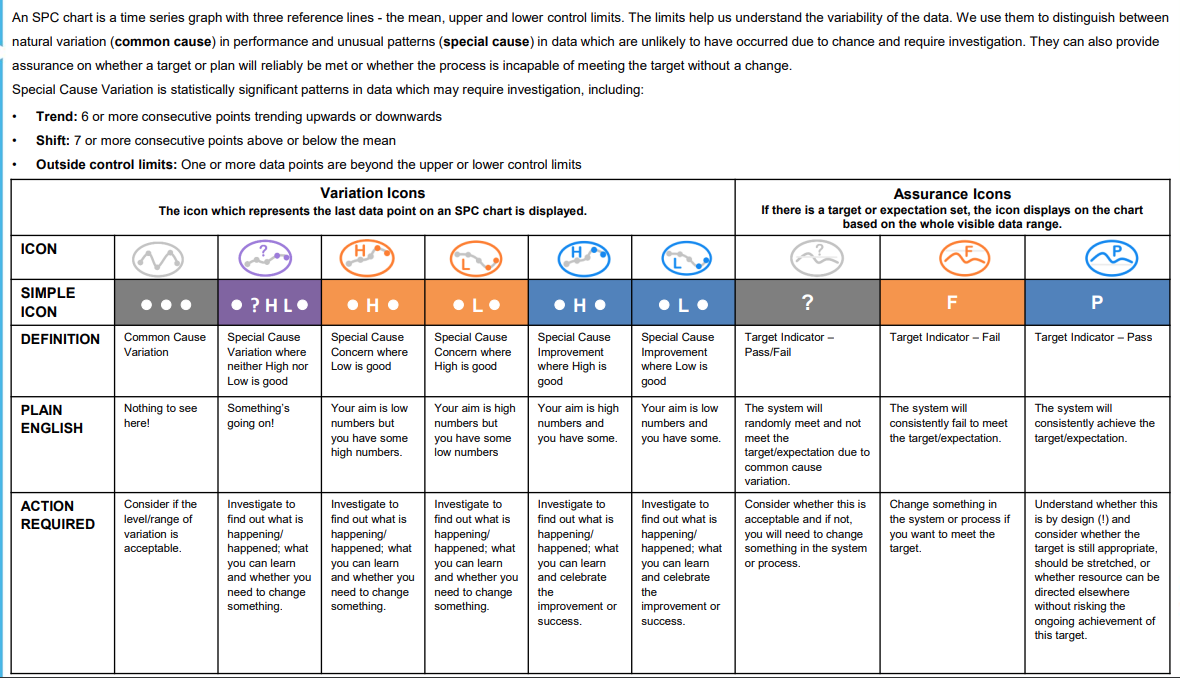 An SPC chart is a time series graph with three reference lines - the mean, upper and lower control limits. The limits help us understand the variability of the data. We use them to distinguish between
natural variation (common cause) in performance and unusual patterns (special cause) in data which are unlikely to have occurred due to chance and require investigation. They can also provide
assurance on whether a target or plan will reliably be met or whether the process is incapable of meeting the target without a change.
Special Cause Variation is statistically significant patterns in data which may require investigation, including:
• Trend: 6 or more consecutive points trending upwards or downwards
• Shift: 7 or more consecutive points above or below the mean
• Outside control limits: One or more data points are beyond the upper or lower control limits
Variation Icons
The icon which represents the last data point on an SPC chart is displayed.
Assurance Icons
If there is a target or expectation set, the icon displays on the chart
based on the whole visible data range.
ICON
?
H
L
H
L
?
F
P
SIMPLE
ICON
● ● ●
● ? H L ●
● H ●
● L ●
● H ●
● L ●
?
F
P
DEFINITION
Common Cause
Variation
Special Cause
Variation where
neither High nor
Low is good
Special Cause
Concern where
Low is good
Special Cause
Concern where
High is good
Special Cause
Improvement
where High is
good
Special Cause
Improvement
where Low is
good
Target Indicator –
Pass/Fail
Target Indicator – Fail
Target Indicator – Pass
PLAIN
ENGLISH
Nothing to see
here!
Something's
going on!
Your aim is low
numbers but
you have some
high numbers.
Your aim is high
numbers but
you have some
low numbers
Your aim is high
numbers and
you have some.
Your aim is low
numbers and
you have some.
The system will
randomly meet and not
meet the
target/expectation due to
common cause
variation.
The system will
consistently fail to meet
the target/expectation.
The system will
consistently achieve the
target/expectation.
ACTION
REQUIRED
Consider if the
level/range of
variation is
acceptable.
Investigate to
find out what is
happening/
happened; what
you can learn
and whether you
need to change
something.
Investigate to
find out what is
happening/
happened; what
you can learn
and whether you
need to change
something.
Investigate to
find out what is
happening/
happened; what
you can learn
and whether you
need to change
something.
Investigate to
find out what is
happening/
happened; what
you can learn
and celebrate
the
improvement or
success.
Investigate to
find out what is
happening/
happened; what
you can learn
and celebrate
the
improvement or
success.
Consider whether this is
acceptable and if not,
you will need to change
something in the system
or process.
Change something in
the system or process if
you want to meet the
target.
Understand whether this
is by design (!) and
consider whether the
target is still appropriate,
should be stretched, or
whether resource can be
directed elsewhere
without risking the
ongoing achievement of
this target.